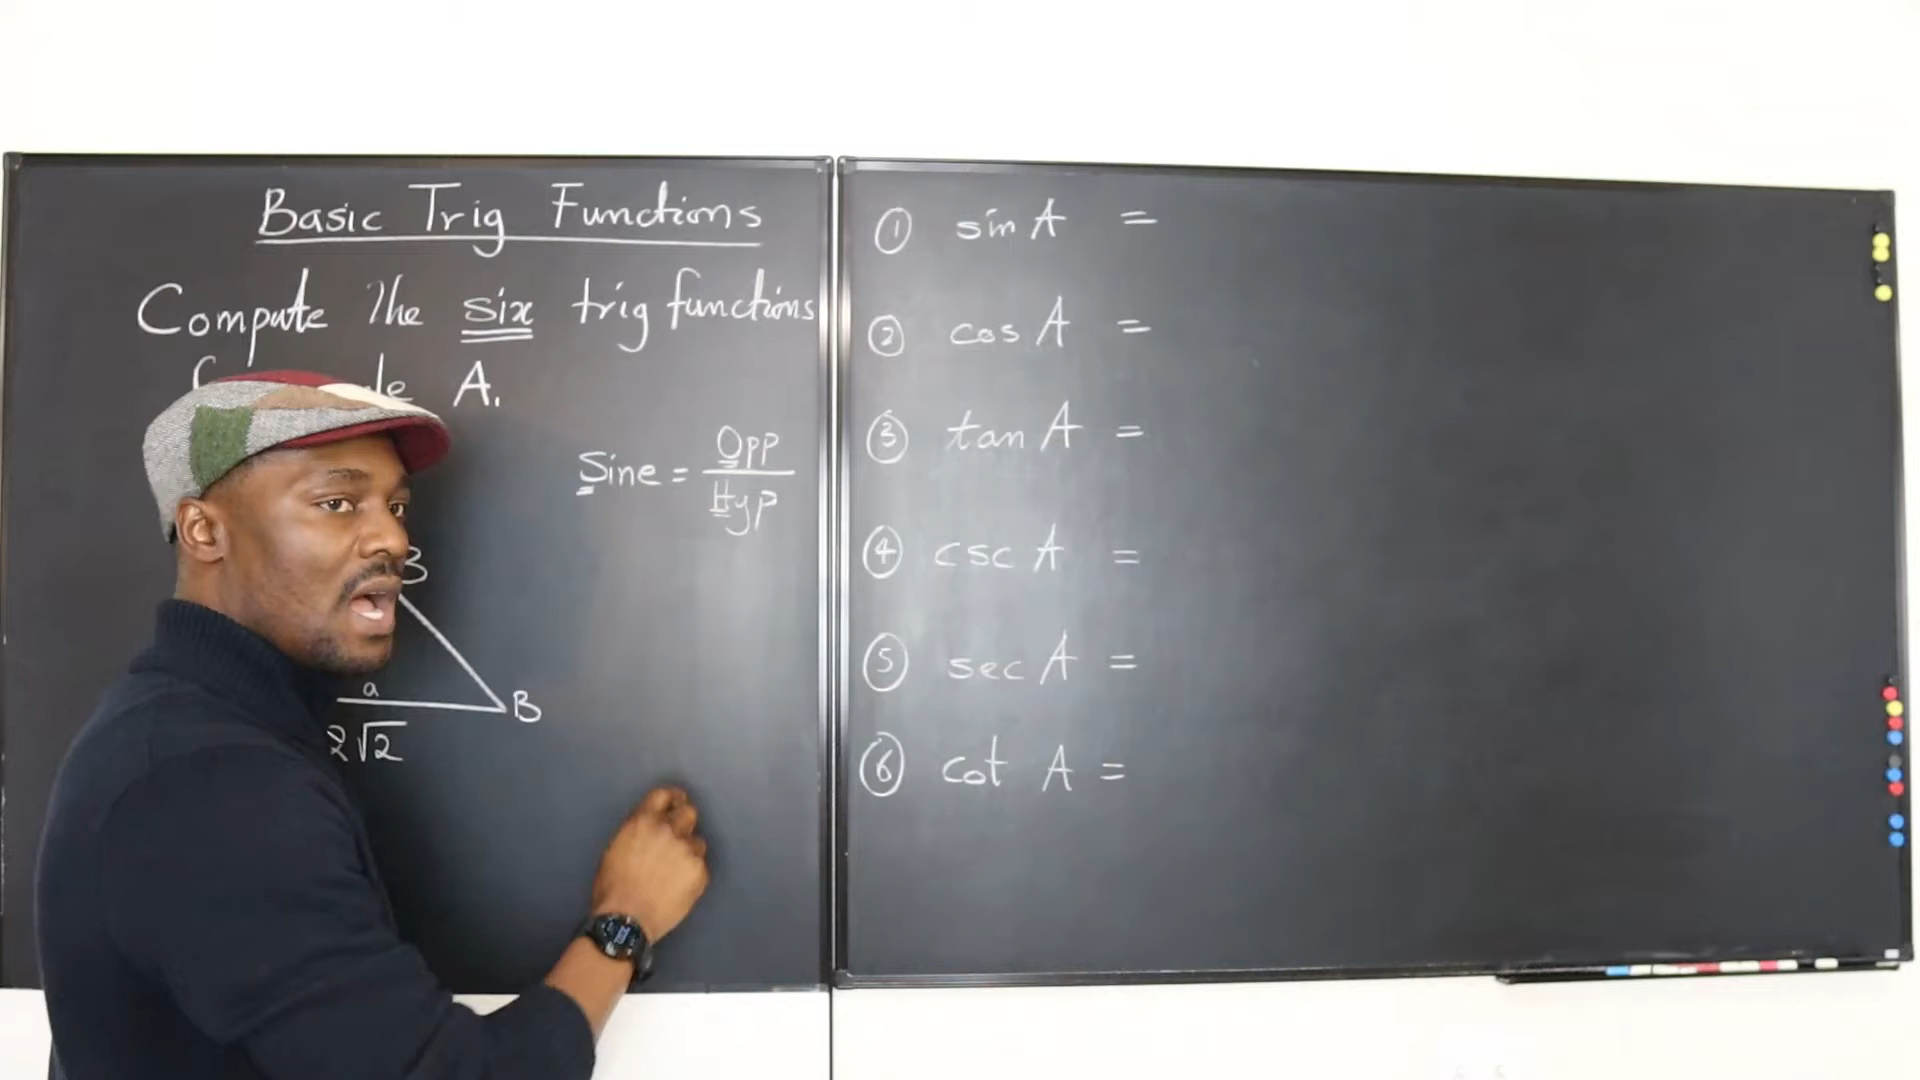 Basic Trig Functions
Compute the six trig functions
A.
Sine = Opp
Hyp
3
a
B
2√2
① sin A =
② cos A =
③ tan A =
④ csc A =
⑤ sec A =
⑥ cot A =